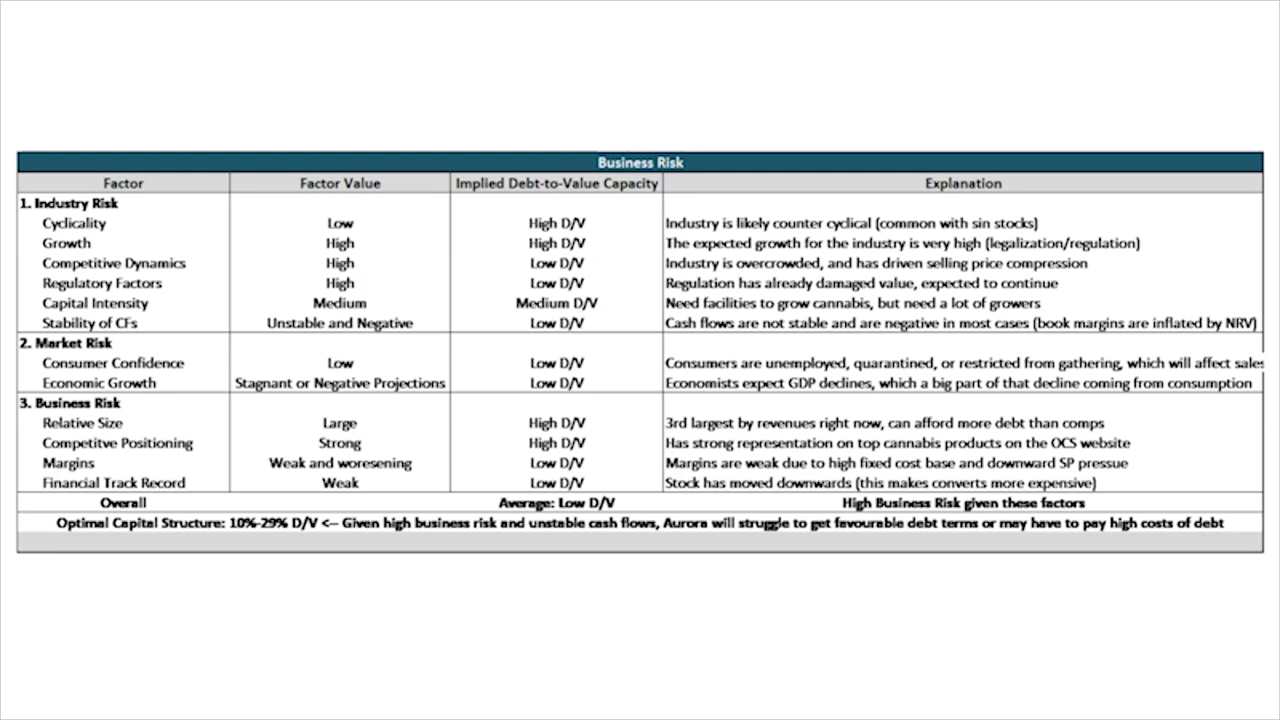 Business Risk
Factor Factor Value Implied Debt-to-Value Capacity Explanation
1. Industry Risk
Cyclicality Low High D/V Industry is likely counter cyclical (common with sin stocks)
Growth High High D/V The expected growth for the industry is very high (legalization/regulation)
Competitive Dynamics High Low D/V Industry is overcrowded, and has driven selling price compression
Regulatory Factors High Low D/V Regulation has already damaged value, expected to continue
Capital Intensity Medium Medium D/V Need facilities to grow cannabis, but need a lot of growers
Stability of CFs Unstable and Negative Low D/V Cash flows are not stable and are negative in most cases (book margins are inflated by NRV)
2. Market Risk
Consumer Confidence Low Low D/V Consumers are unemployed, quarantined, or restricted from gathering, which will affect sales
Economic Growth Stagnant or Negative Projections Low D/V Economists expect GDP declines, which a big part of that decline coming from consumption
3. Business Risk
Relative Size Large High D/V 3rd largest by revenues right now, can afford more debt than comps
Competitve Positioning Strong High D/V Has strong representation on top cannabis products on the OCS website
Margins Weak and woresening Low D/V Margins are weak due to high fixed cost base and downward SP pressue
Financial Track Record Weak Low D/V Stock has moved downwards (this makes converts more expensive)
Overall Average: Low D/V High Business Risk given these factors
Optimal Capital Structure: 10%-29% D/V <-- Given high business risk and unstable cash flows, Aurora will struggle to get favourable debt terms or may have to pay high costs of debt